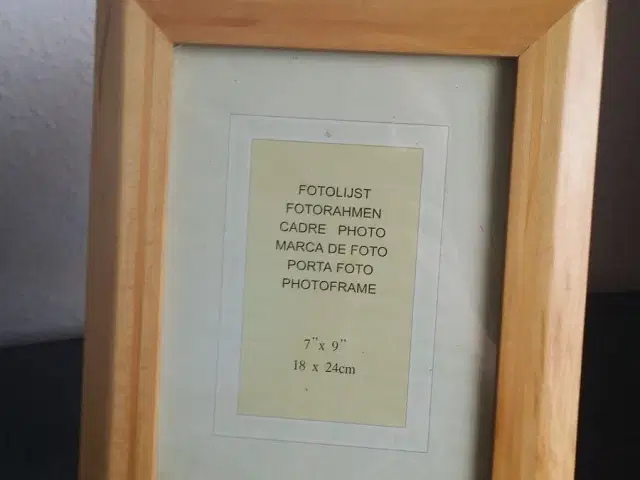 FOTOLIJST
FOTORAHMEN
CADRE PHOTO
MARCA DE FOTO
PORTA FOTO
PHOTOFRAME
7" x 9"
18 x 24cm